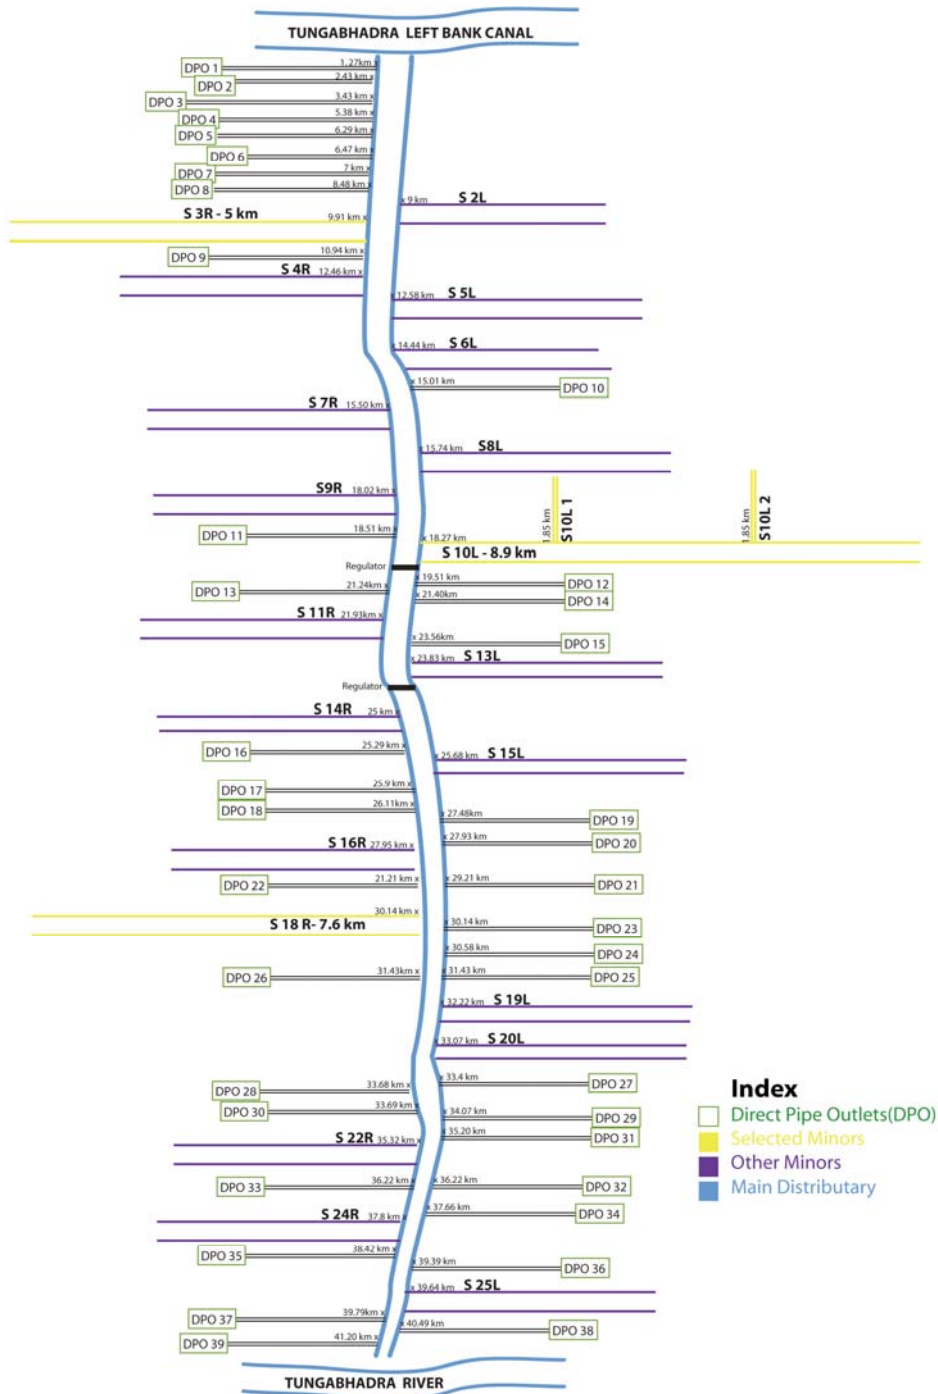 TUNGABHADRA LEFT BANK CANAL
DPO 1 1.27km x
DPO 2 2.43 km x
DPO 3 3.43 km x
DPO 4 5.38 km x
DPO 5 6.29 km x
DPO 6 6.47 km x
DPO 7 7 km x
DPO 8 8.48 km x
x 9 km S 2L
S 3R - 5 km 9.91 km x
DPO 9 10.94 km x
S 4R 12.46 km x
x 12.58 km S 5L
x 14.44 km S 6L
x 15.01 km DPO 10
S 7R 15.50 km x
x 15.74 km S8L
S9R 18.02 km x
1.85 km S10L 1
1.85 km S10L 2
DPO 11 18.51 km x
x 18.27 km
S 10L - 8.9 km
Regulator
x 19.51 km DPO 12
DPO 13 21.24km x
x 21.40km DPO 14
S 11R 21.93km x
x 23.56km DPO 15
x 23.83 km S 13L
Regulator
S 14R 25 km x
DPO 16 25.29 km x
x 25.68 km S 15L
DPO 17 25.9 km x
DPO 18 26.11km x
x 27.48km DPO 19
x 27.93 km DPO 20
S 16R 27.95 km x
DPO 22 21.21 km x
x 29.21 km DPO 21
30.14 km x
S 18 R- 7.6 km
x 30.14 km DPO 23
x 30.58 km DPO 24
DPO 26 31.43km x
x 31.43 km DPO 25
x 32.22 km S 19L
x 33.07 km S 20L
x 33.4 km DPO 27
DPO 28 33.68 km x
DPO 30 33.69 km x
x 34.07 km DPO 29
x 35.20 km DPO 31
S 22R 35.32 km x
DPO 33 36.22 km x
x 36.22 km DPO 32
x 37.66 km DPO 34
S 24R 37.8 km x
DPO 35 38.42 km x
x 39.39 km DPO 36
x 39.64 km S 25L
DPO 37 39.79km x
x 40.49 km DPO 38
DPO 39 41.20 km x
TUNGABHADRA RIVER
Index
Direct Pipe Outlets(DPO)
Selected Minors
Other Minors
Main Distributary